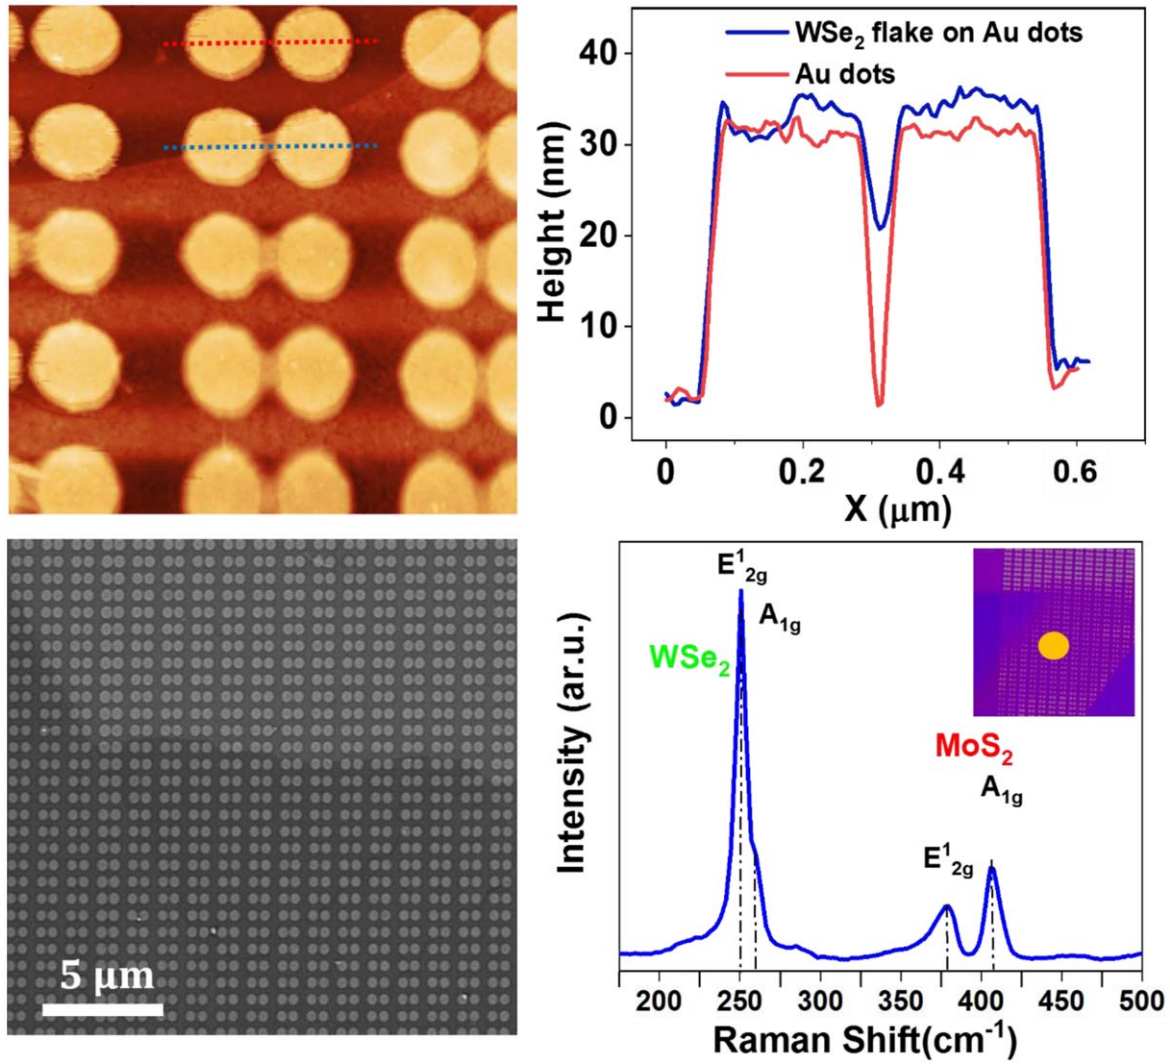 WSe₂ flake on Au dots
Au dots
Height (nm)
40
30
20
10
0
0
0.2
0.4
0.6
X (μm)
5 μm
Intensity (ar.u.)
E¹₂g
A₁g
WSe₂
MoS₂
A₁g
E¹₂g
200
250
300
350
400
450
500
Raman Shift(cm⁻¹)